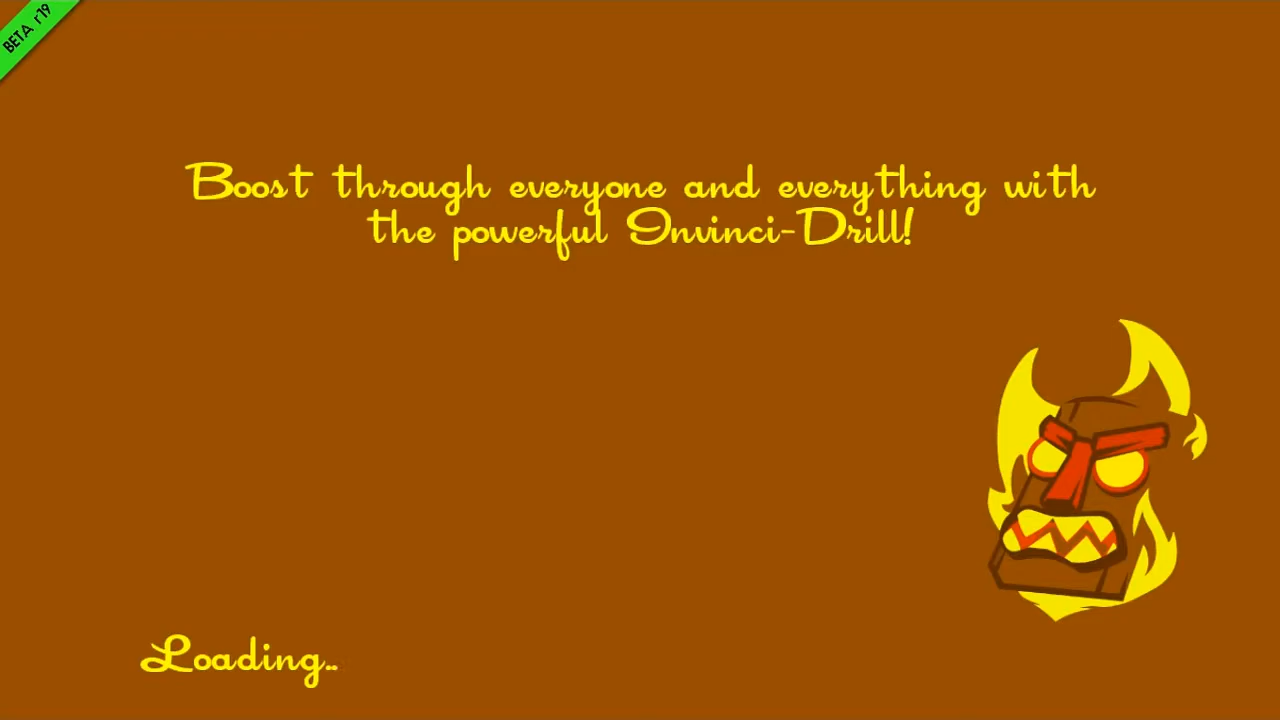 BETA r19
Boost through everyone and everything with
the powerful Invinci-Drill!
Loading..